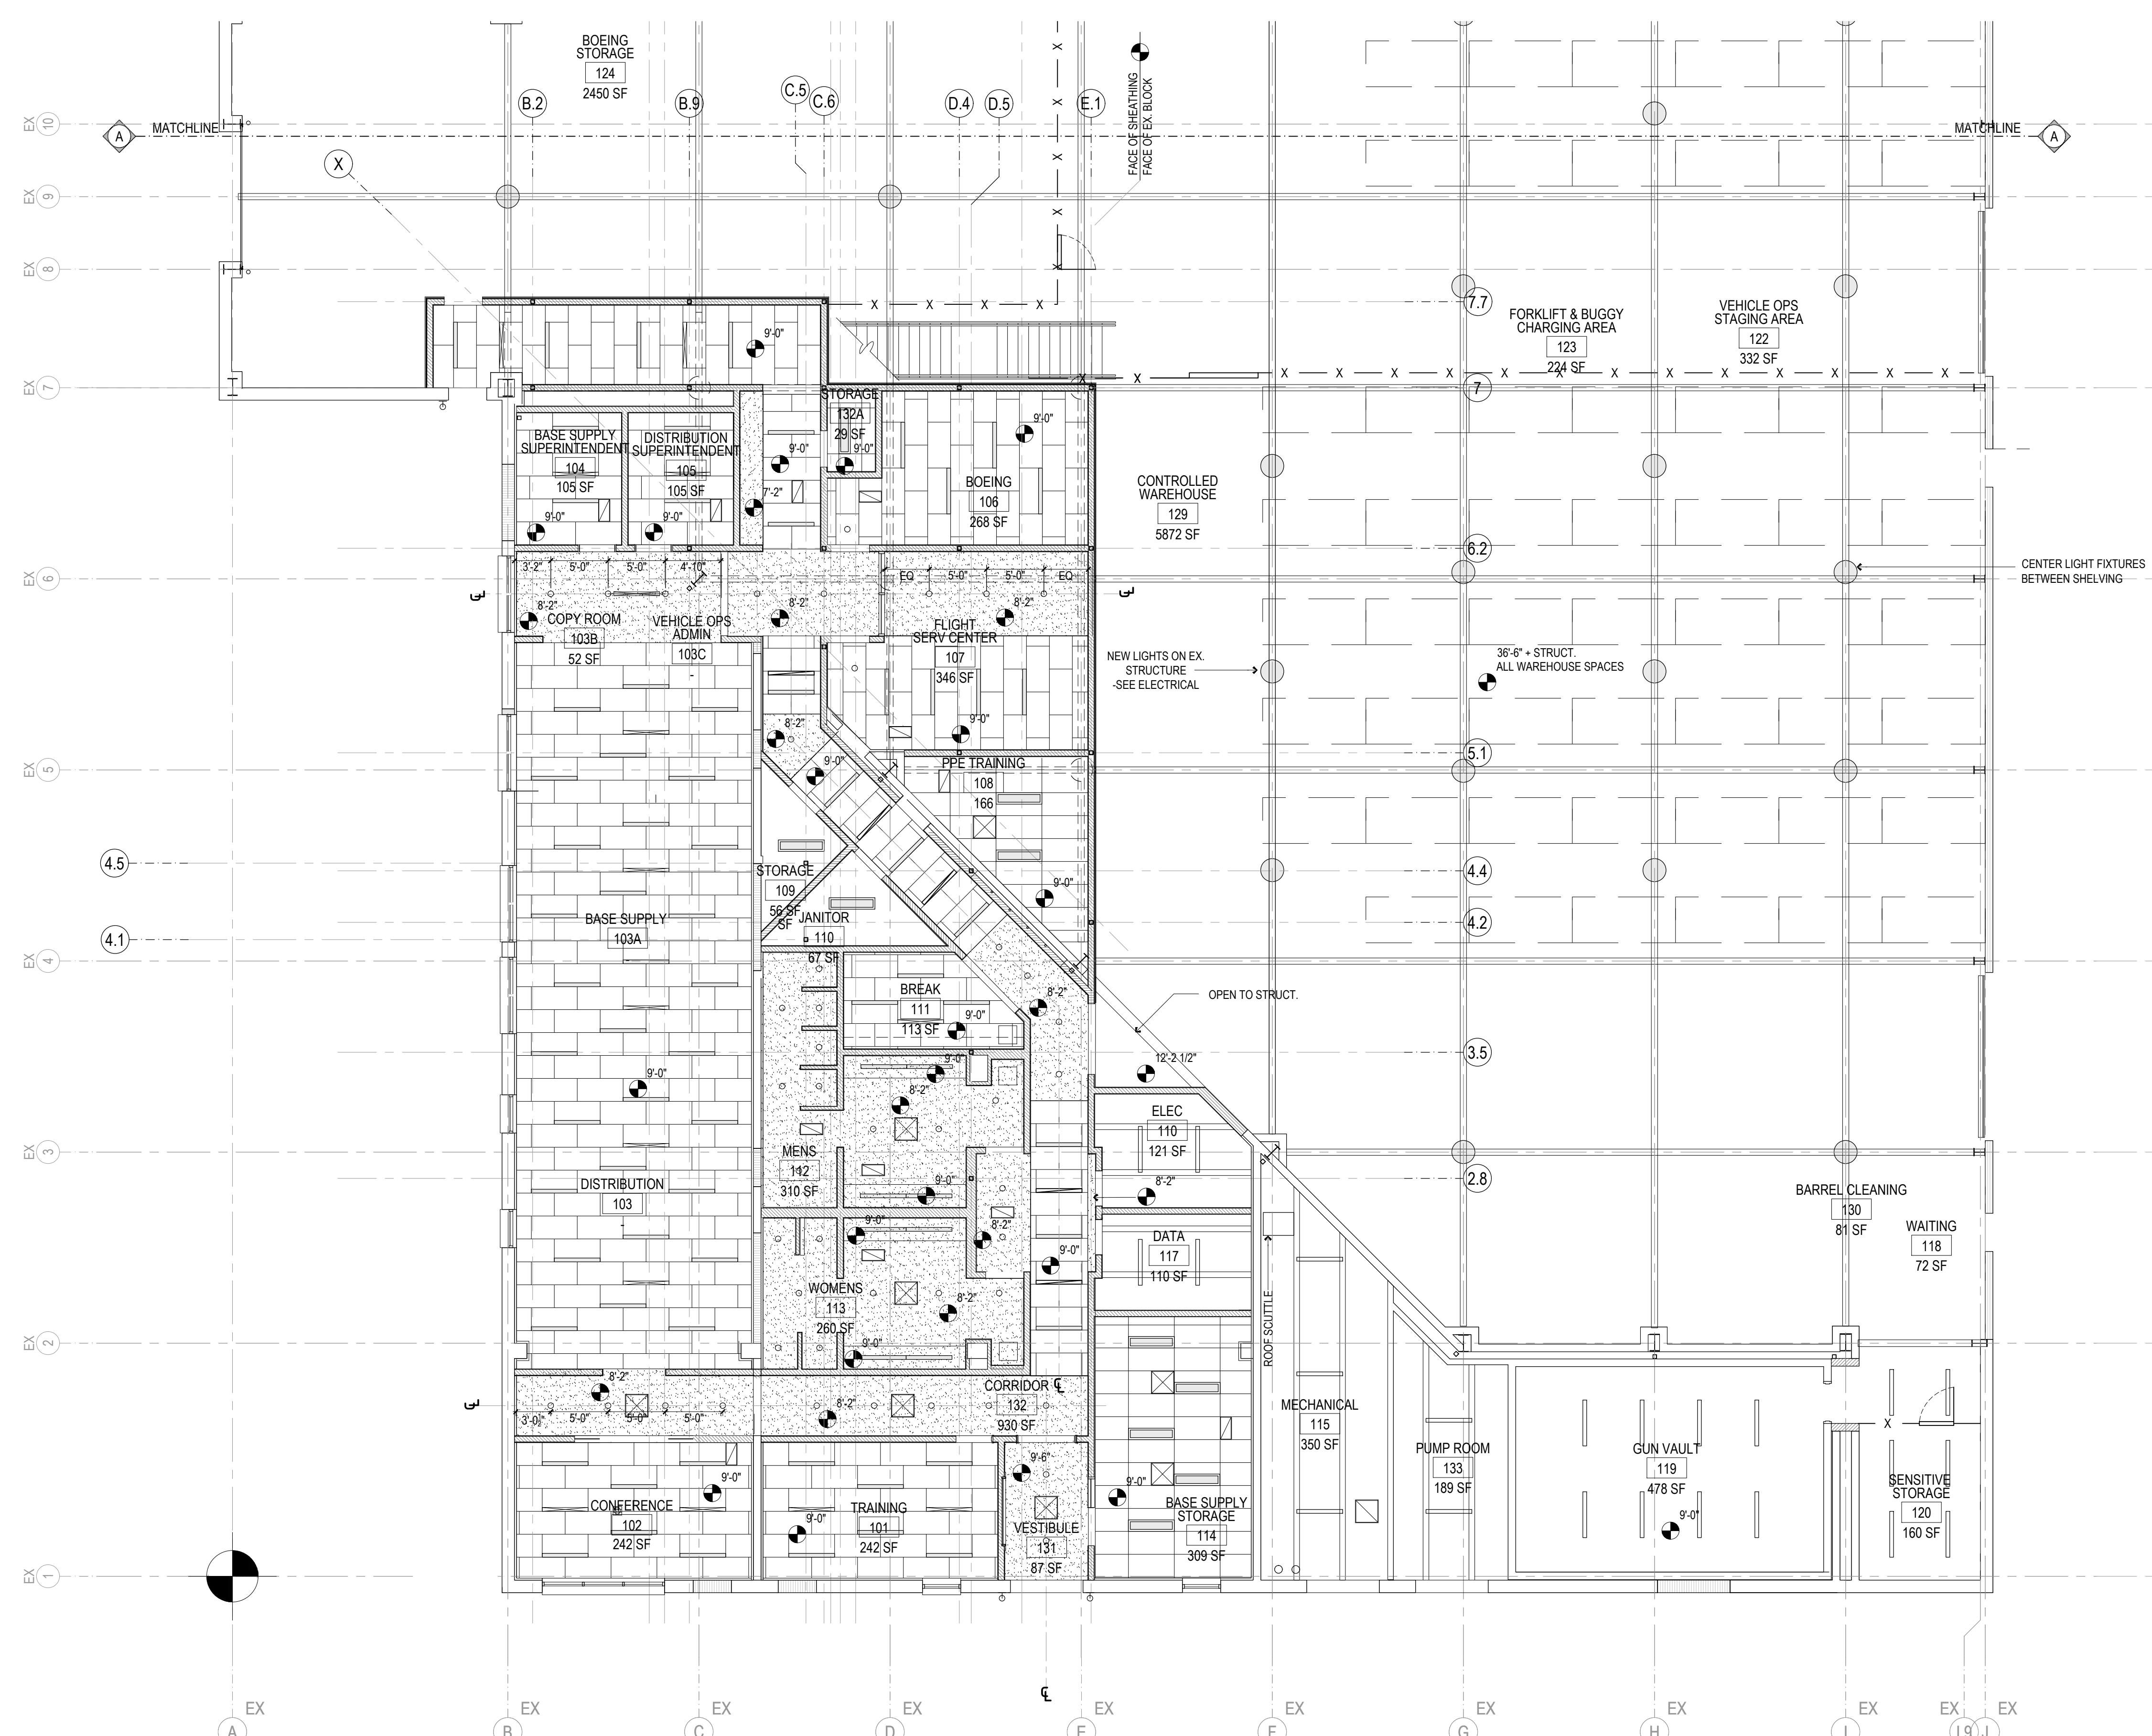 BOEING
STORAGE
124
2450 SF
B.2
B.9
C.5
C.6
D.4
D.5
E.1
FACE OF SHEATHING
FACE OF EX. BLOCK
EX 10
A
MATCHLINE
MATCHLINE
A
X
EX 9
EX 8
7.7
FORKLIFT & BUGGY
CHARGING AREA
123
224 SF
VEHICLE OPS
STAGING AREA
122
332 SF
9'-0"
EX 7
7
STORAGE
132A
29 SF
9'-0"
9'-0"
9'-0"
7'-2"
BASE SUPPLY
SUPERINTENDENT
104
105 SF
9'-0"
DISTRIBUTION
SUPERINTENDENT
105
105 SF
9'-0"
BOEING
106
268 SF
CONTROLLED
WAREHOUSE
129
5872 SF
6.2
EX 6
3'-2"
5'-0"
5'-0"
4'-10"
EQ
5'-0"
5'-0"
EQ
CENTER LIGHT FIXTURES
BETWEEN SHELVING
8'-2"
8'-2"
8'-2"
COPY ROOM
103B
52 SF
VEHICLE OPS
ADMIN
103C
-
FLIGHT
SERV CENTER
107
346 SF
9'-0"
NEW LIGHTS ON EX.
STRUCTURE
-SEE ELECTRICAL
36'-6" + STRUCT.
ALL WAREHOUSE SPACES
8'-2"
9'-0"
5.1
EX 5
PPE TRAINING
108
166
9'-0"
4.5
4.4
STORAGE
109
56 SF
SF
4.2
4.1
BASE SUPPLY
103A
JANITOR
110
67 SF
EX 4
BREAK
111
113 SF
9'-0"
8'-2"
OPEN TO STRUCT.
3.5
12'-2 1/2"
9'-0"
9'-0"
8'-2"
ELEC
110
121 SF
EX 3
MENS
112
310 SF
9'-0"
8'-2"
2.8
DISTRIBUTION
103
-
BARREL CLEANING
130
81 SF
WAITING
118
72 SF
9'-0"
8'-2"
9'-0"
DATA
117
110 SF
WOMENS
113
260 SF
8'-2"
9'-0"
ROOF SCUTTLE
EX 2
8'-2"
8'-2"
3'-0½"
5'-0"
5'-0"
5'-0"
CORRIDOR
132
930 SF
MECHANICAL
115
350 SF
PUMP ROOM
133
189 SF
GUN VAULT
119
478 SF
9'-0"
SENSITIVE
STORAGE
120
160 SF
9'-0"
CONFERENCE
102
242 SF
9'-0"
TRAINING
101
242 SF
9'-6"
VESTIBULE
131
87 SF
9'-0"
BASE SUPPLY
STORAGE
114
309 SF
EX 1
EX
EX
EX
EX
EX
EX
EX
EX
EX
EX
EX
A
B
C
D
E
F
G
H
I
J